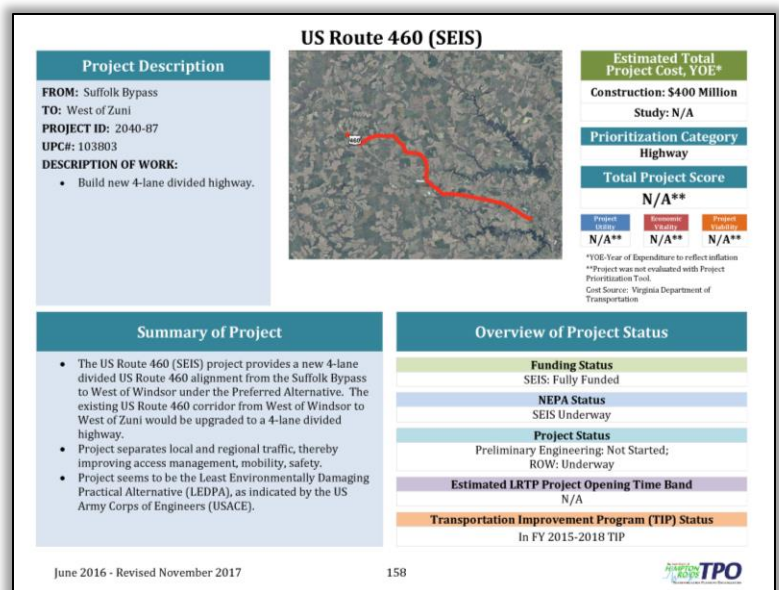 US Route 460 (SEIS)
Project Description
FROM: Suffolk Bypass
TO: West of Zuni
PROJECT ID: 2040-87
UPC#: 103803
DESCRIPTION OF WORK:
• Build new 4-lane divided highway.
460
Estimated Total
Project Cost, YOE*
Construction: $400 Million
Study: N/A
Prioritization Category
Highway
Total Project Score
N/A**
Project
Utility
N/A**
Economic
Vitality
N/A**
Project
Viability
N/A**
*YOE-Year of Expenditure to reflect inflation
**Project was not evaluated with Project
Prioritization Tool.
Cost Source: Virginia Department of
Transportation
Summary of Project
• The US Route 460 (SEIS) project provides a new 4-lane
divided US Route 460 alignment from the Suffolk Bypass
to West of Windsor under the Preferred Alternative. The
existing US Route 460 corridor from West of Windsor to
West of Zuni would be upgraded to a 4-lane divided
highway.
• Project separates local and regional traffic, thereby
improving access management, mobility, safety.
• Project seems to be the Least Environmentally Damaging
Practical Alternative (LEDPA), as indicated by the US
Army Corps of Engineers (USACE).
Overview of Project Status
Funding Status
SEIS: Fully Funded
NEPA Status
SEIS Underway
Project Status
Preliminary Engineering: Not Started;
ROW: Underway
Estimated LRTP Project Opening Time Band
N/A
Transportation Improvement Program (TIP) Status
In FY 2015-2018 TIP
June 2016 - Revised November 2017
158
HAMPTON
ROADS TPO